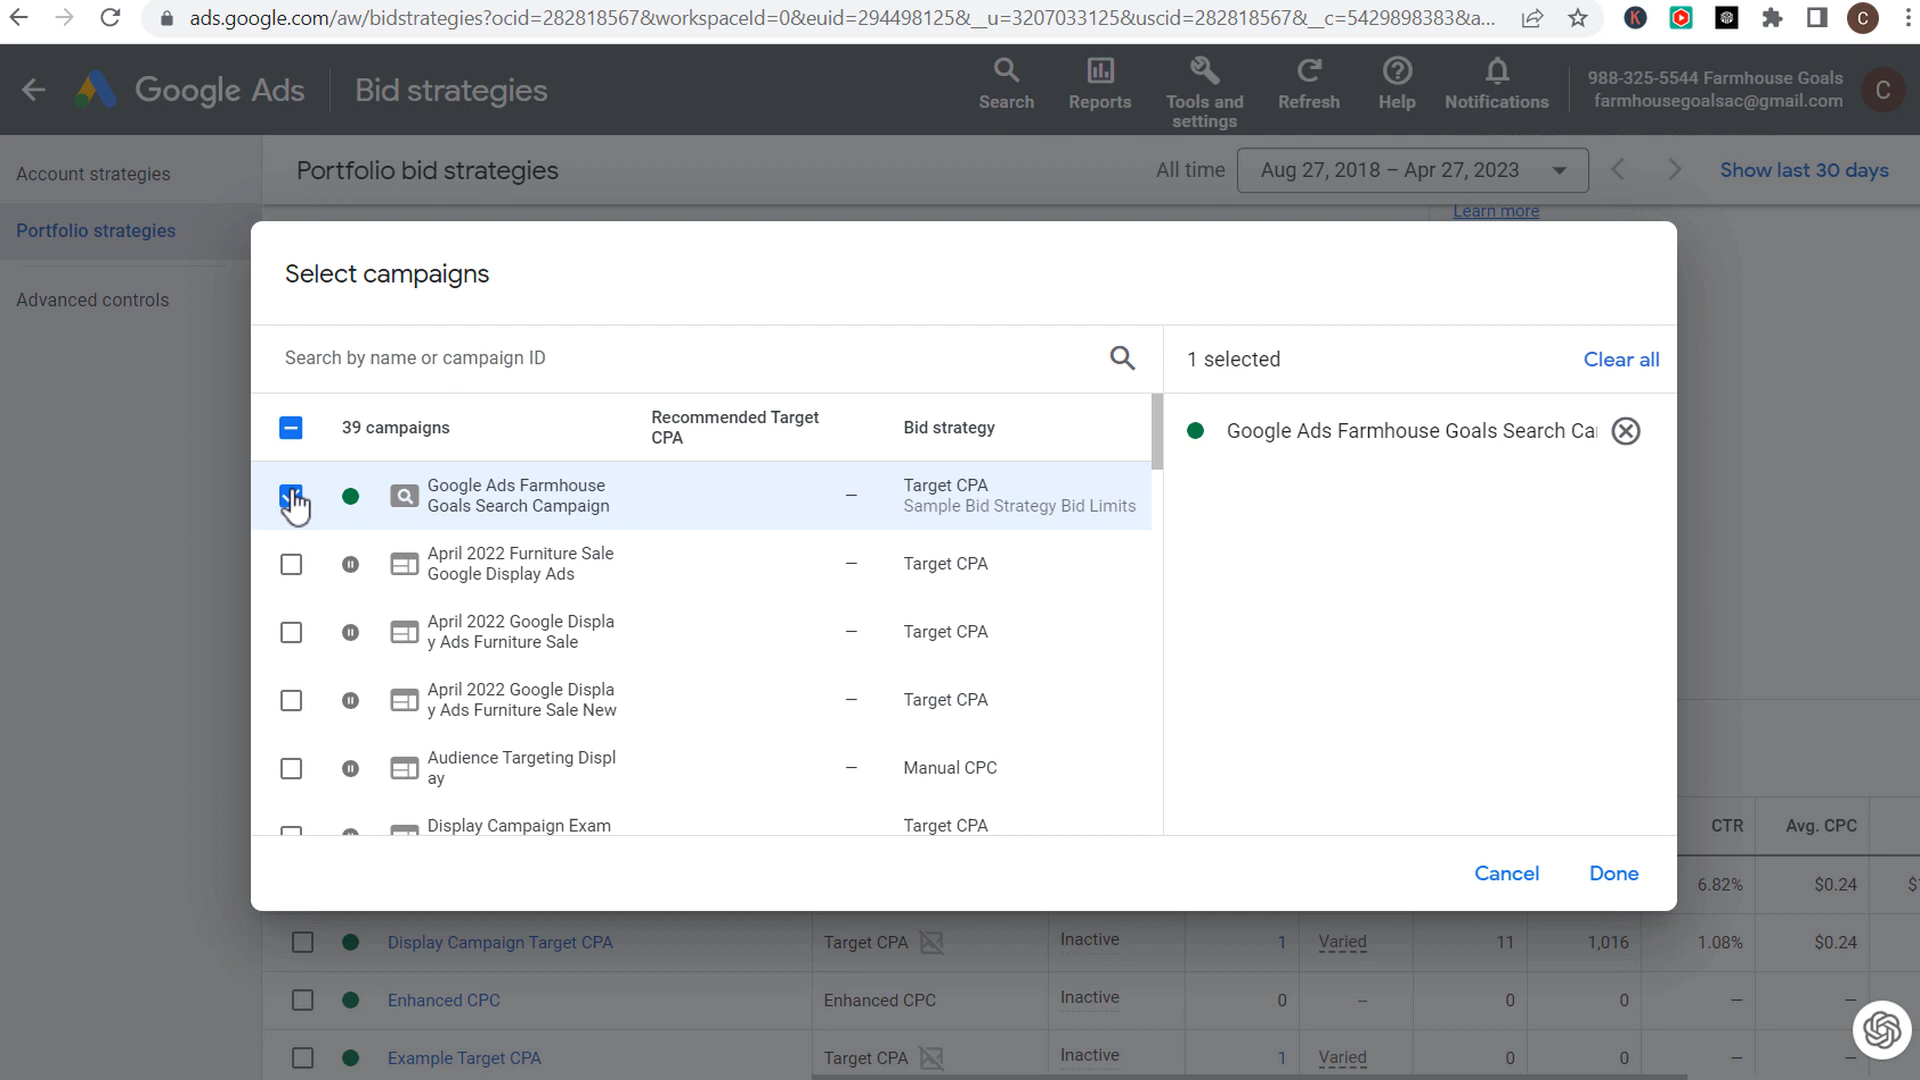 ads.google.com/aw/bidstrategies?ocid=282818567&workspaceId=0&euid=294498125&__u=3207033125&uscid=282818567&__c=5429898383&a...
K
C
Google Ads
Bid strategies
Search
Reports
Tools and
settings
Refresh
Help
Notifications
988-325-5544 Farmhouse Goals
farmhousegoalsac@gmail.com
C
Account strategies
Portfolio strategies
Advanced controls
Portfolio bid strategies
All time
Aug 27, 2018 – Apr 27, 2023
Show last 30 days
Learn more
Select campaigns
Search by name or campaign ID
1 selected
Clear all
39 campaigns
Recommended Target
CPA
Bid strategy
Google Ads Farmhouse Goals Search Ca
Google Ads Farmhouse
Goals Search Campaign
–
Target CPA
Sample Bid Strategy Bid Limits
April 2022 Furniture Sale
Google Display Ads
–
Target CPA
April 2022 Google Displa
y Ads Furniture Sale
–
Target CPA
April 2022 Google Displa
y Ads Furniture Sale New
–
Target CPA
Audience Targeting Displ
ay
–
Manual CPC
Display Campaign Exam
Target CPA
Cancel
Done
CTR
Avg. CPC
6.82%
$0.24
$
Display Campaign Target CPA
Target CPA
Inactive
1
Varied
11
1,016
1.08%
$0.24
Enhanced CPC
Enhanced CPC
Inactive
0
–
0
0
–
–
Example Target CPA
Target CPA
Inactive
1
Varied
0
0
–
–